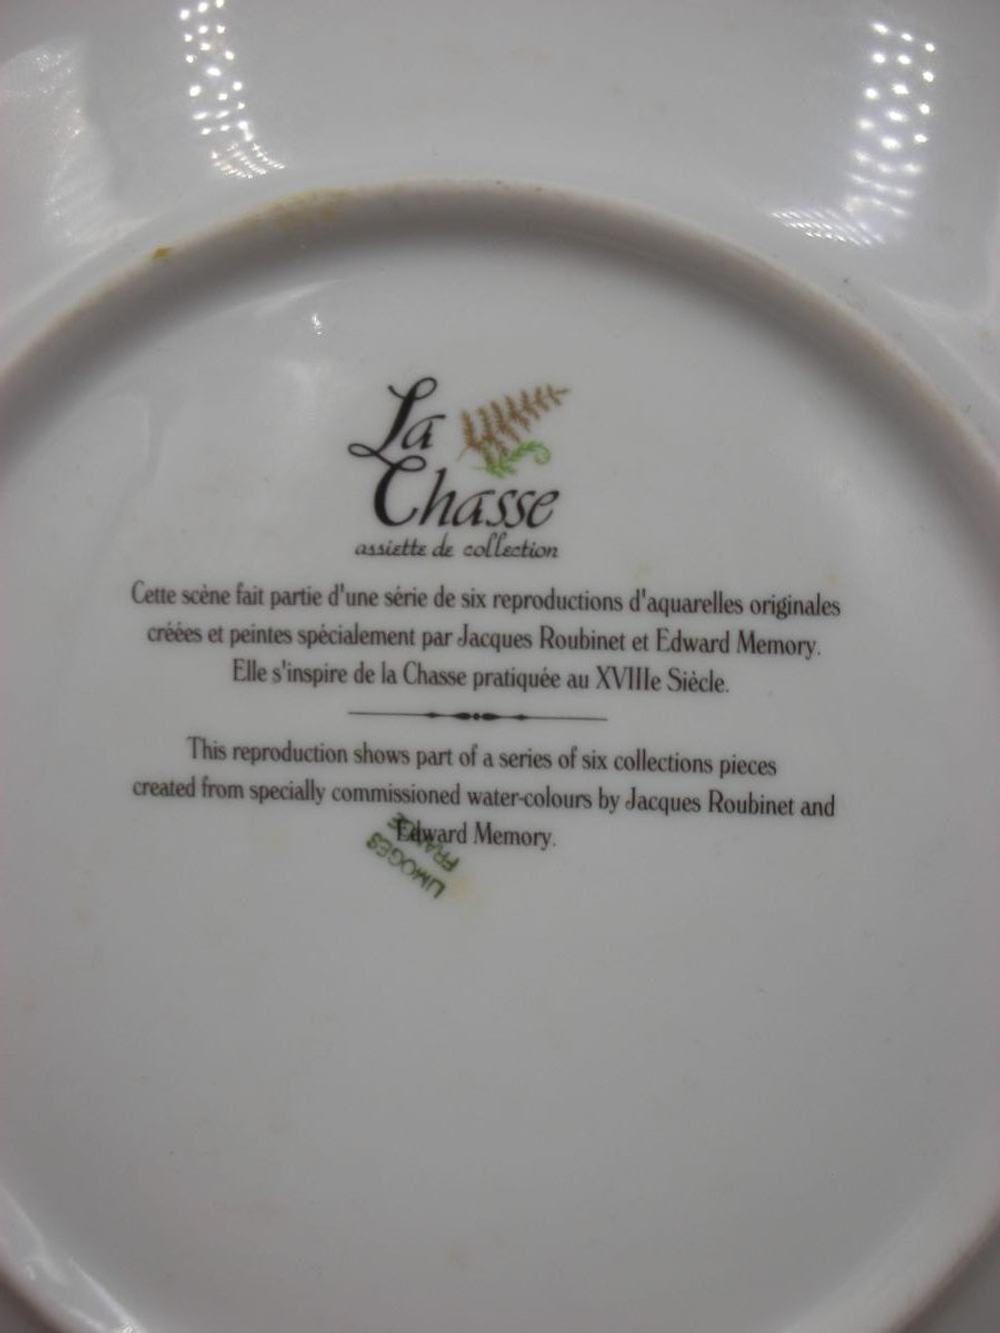 La
Chasse
assiette de collection
Cette scène fait partie d'une série de six reproductions d'aquarelles originales
créées et peintes spécialement par Jacques Roubinet et Edward Memory.
Elle s'inspire de la Chasse pratiquée au XVIIIe Siècle.
This reproduction shows part of a series of six collections pieces
created from specially commissioned water-colours by Jacques Roubinet and
Edward Memory.
LIMOGES
FRANCE